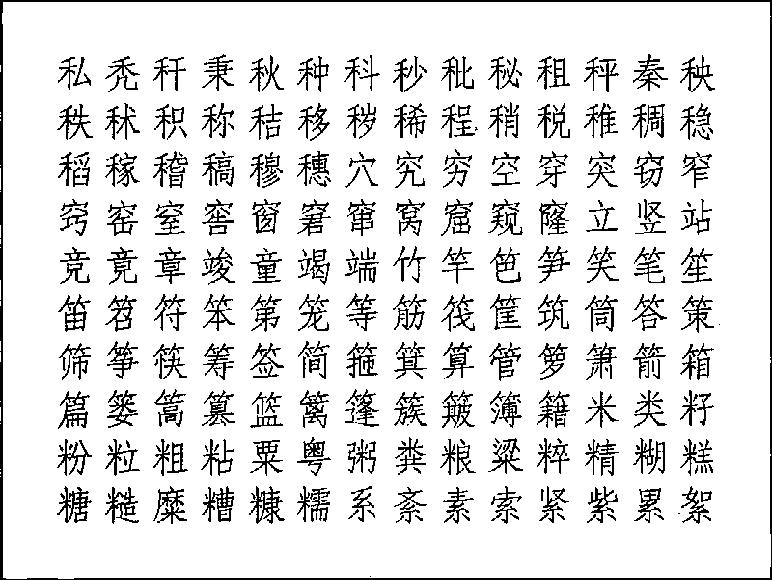 私秃秆秉秋种科秒秕秘租秤秦秧
秩秫积称秸移秽稀程稍税稚稠稳
稻稼稽稿穆穗穴究穷空穿突窃窄
窍窑窒窖窗窘窜窝窟窥窿立竖站
竞竟章竣童竭端竹竿笆笋笑笔笙
笛笤符笨第笼等筋筏筐筑筒答策
筛筝筷筹签简箍箕算管箩箫箭箱
篇篓篙篡篮篱篷簇簸簿籍米类籽
粉粒粗粘粟粤粥粪粮粱粹精糊糕
糖糙糜糟糠糯系紊素索紧紫累絮